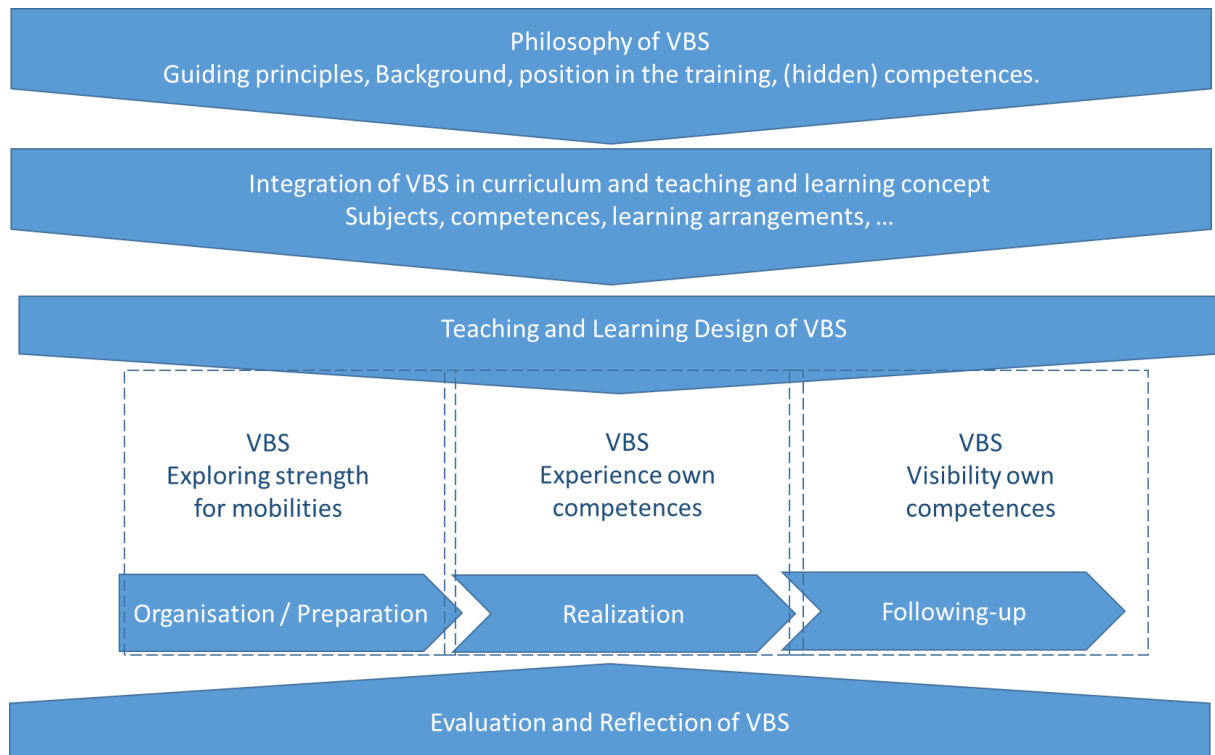 Philosophy of VBS
Guiding principles, Background, position in the training, (hidden) competences.
Integration of VBS in curriculum and teaching and learning concept
Subjects, competences, learning arrangements, ...
Teaching and Learning Design of VBS
VBS
Exploring strength
for mobilities
VBS
Experience own
competences
VBS
Visibility own
competences
Organisation / Preparation
Realization
Following-up
Evaluation and Reflection of VBS